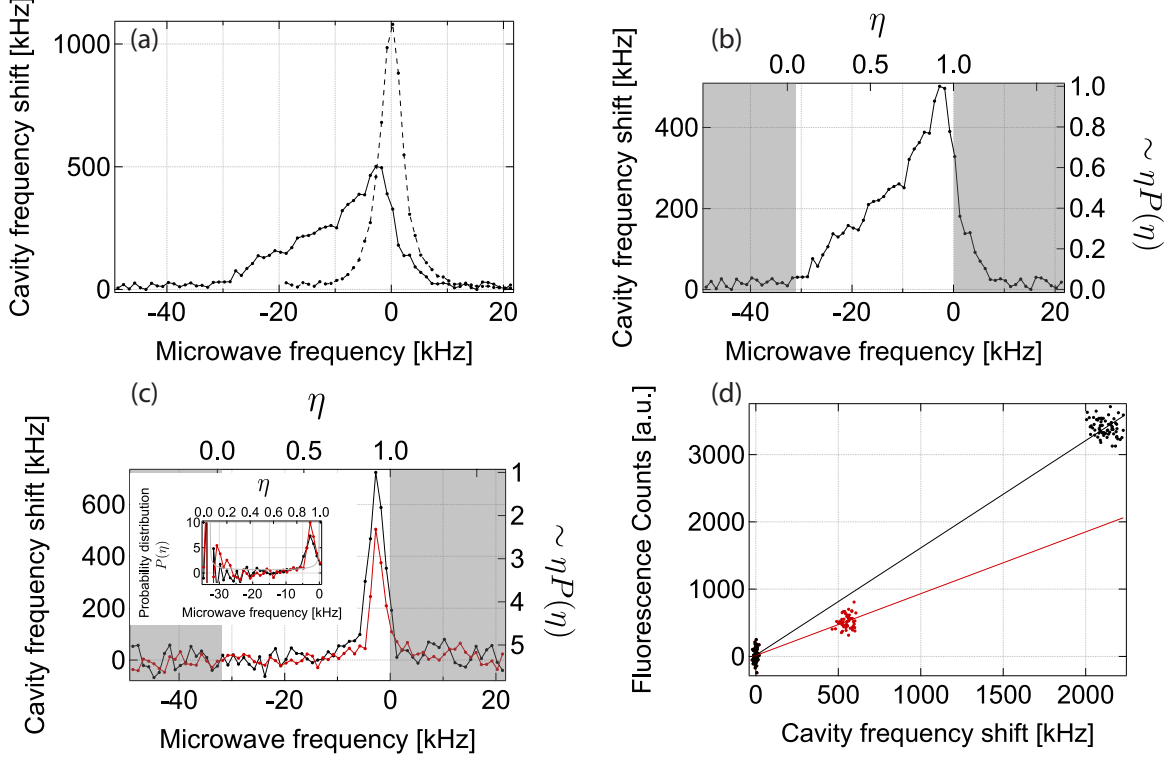 (a)
Cavity frequency shift [kHz]
1000
500
0
-40 -20 0 20
Microwave frequency [kHz]
(b)
η
0.0 0.5 1.0
Cavity frequency shift [kHz]
400
200
0
1.0
0.8
0.6
0.4
0.2
0.0
~ηP(η)
-40 -20 0 20
Microwave frequency [kHz]
(c)
η
0.0 0.5 1.0
Cavity frequency shift [kHz]
600
400
200
0
1
2
3
4
5
~ηP(η)
η
0.0 0.2 0.4 0.6 0.8 1.0
Probability distribution
P(η)
10
5
0
-30 -20 -10 0
Microwave frequency [kHz]
-40 -20 0 20
Microwave frequency [kHz]
(d)
Fluorescence Counts [a.u.]
3000
2000
1000
0
0 500 1000 1500 2000
Cavity frequency shift [kHz]